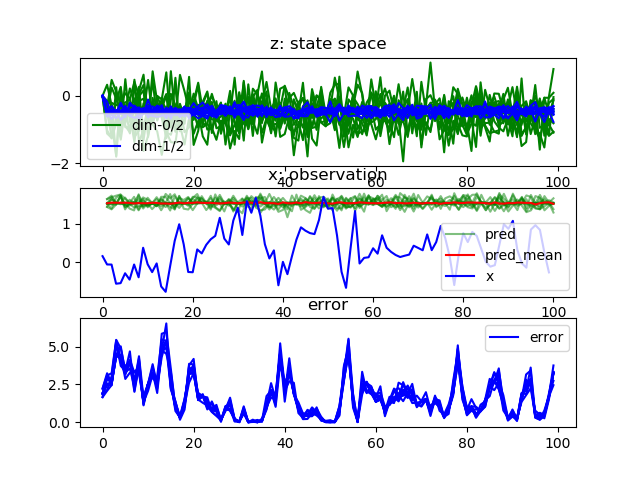 z: state space
0
−2
dim-0/2
dim-1/2
0
20
40
60
80
100
x: observation
1
0
pred
pred_mean
x
0
20
40
60
80
100
error
5.0
2.5
0.0
error
0
20
40
60
80
100